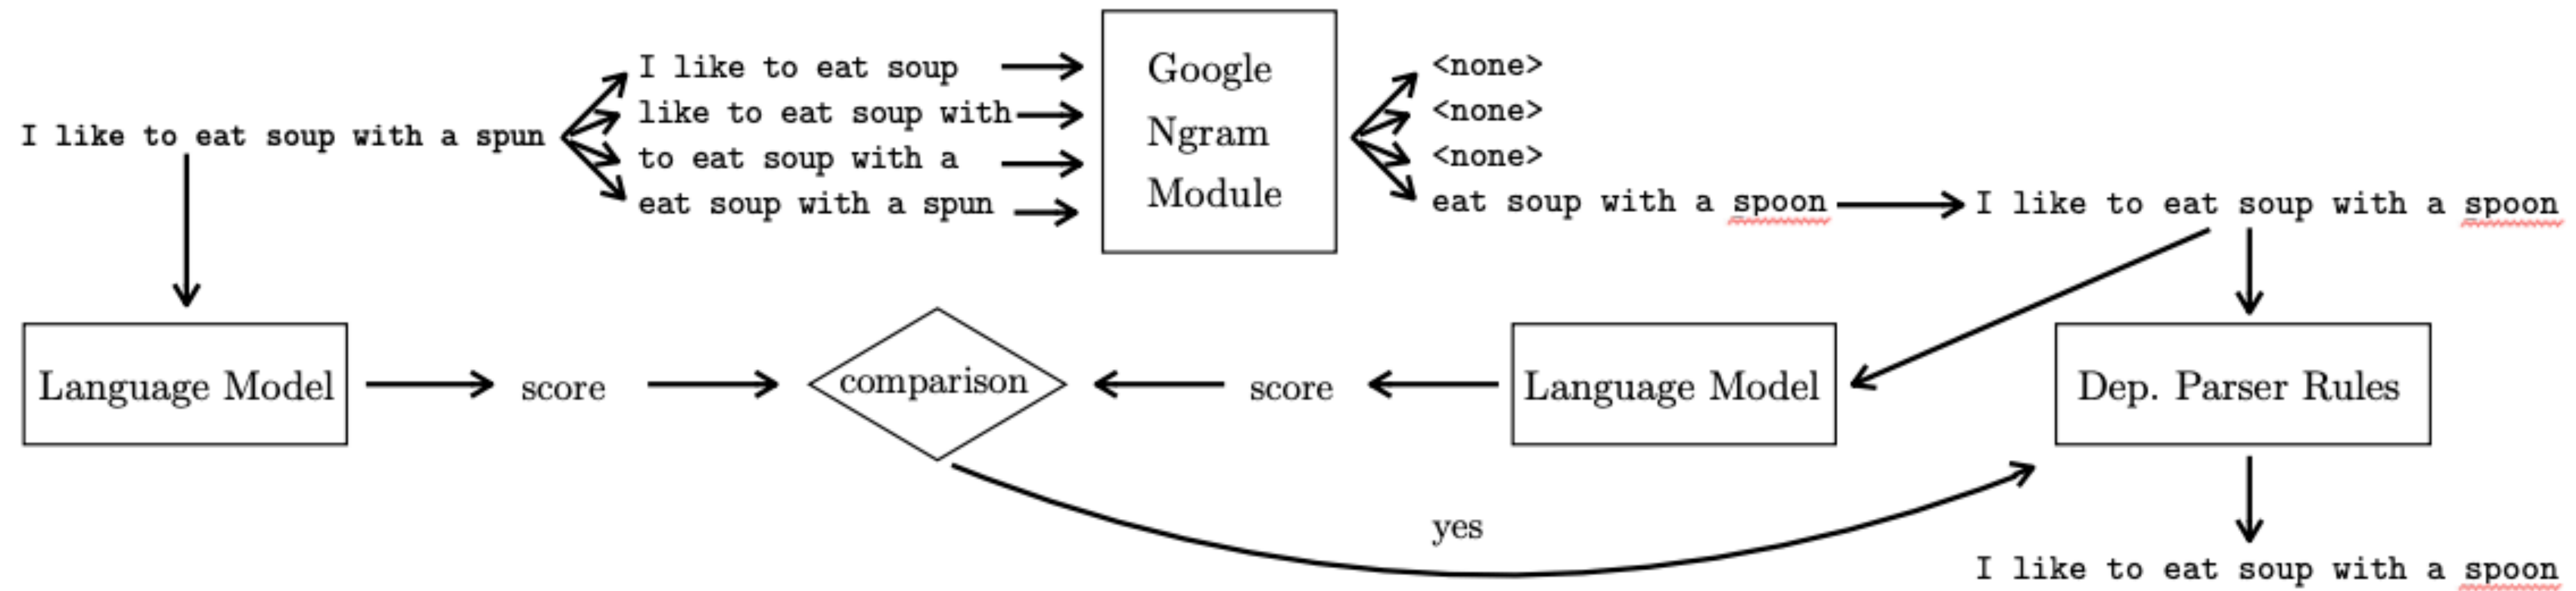 I like to eat soup with a spun
I like to eat soup
like to eat soup with
to eat soup with a
eat soup with a spun
Google
Ngram
Module
<none>
<none>
<none>
eat soup with a spoon
I like to eat soup with a spoon
Language Model
score
comparison
score
Language Model
Dep. Parser Rules
yes
I like to eat soup with a spoon